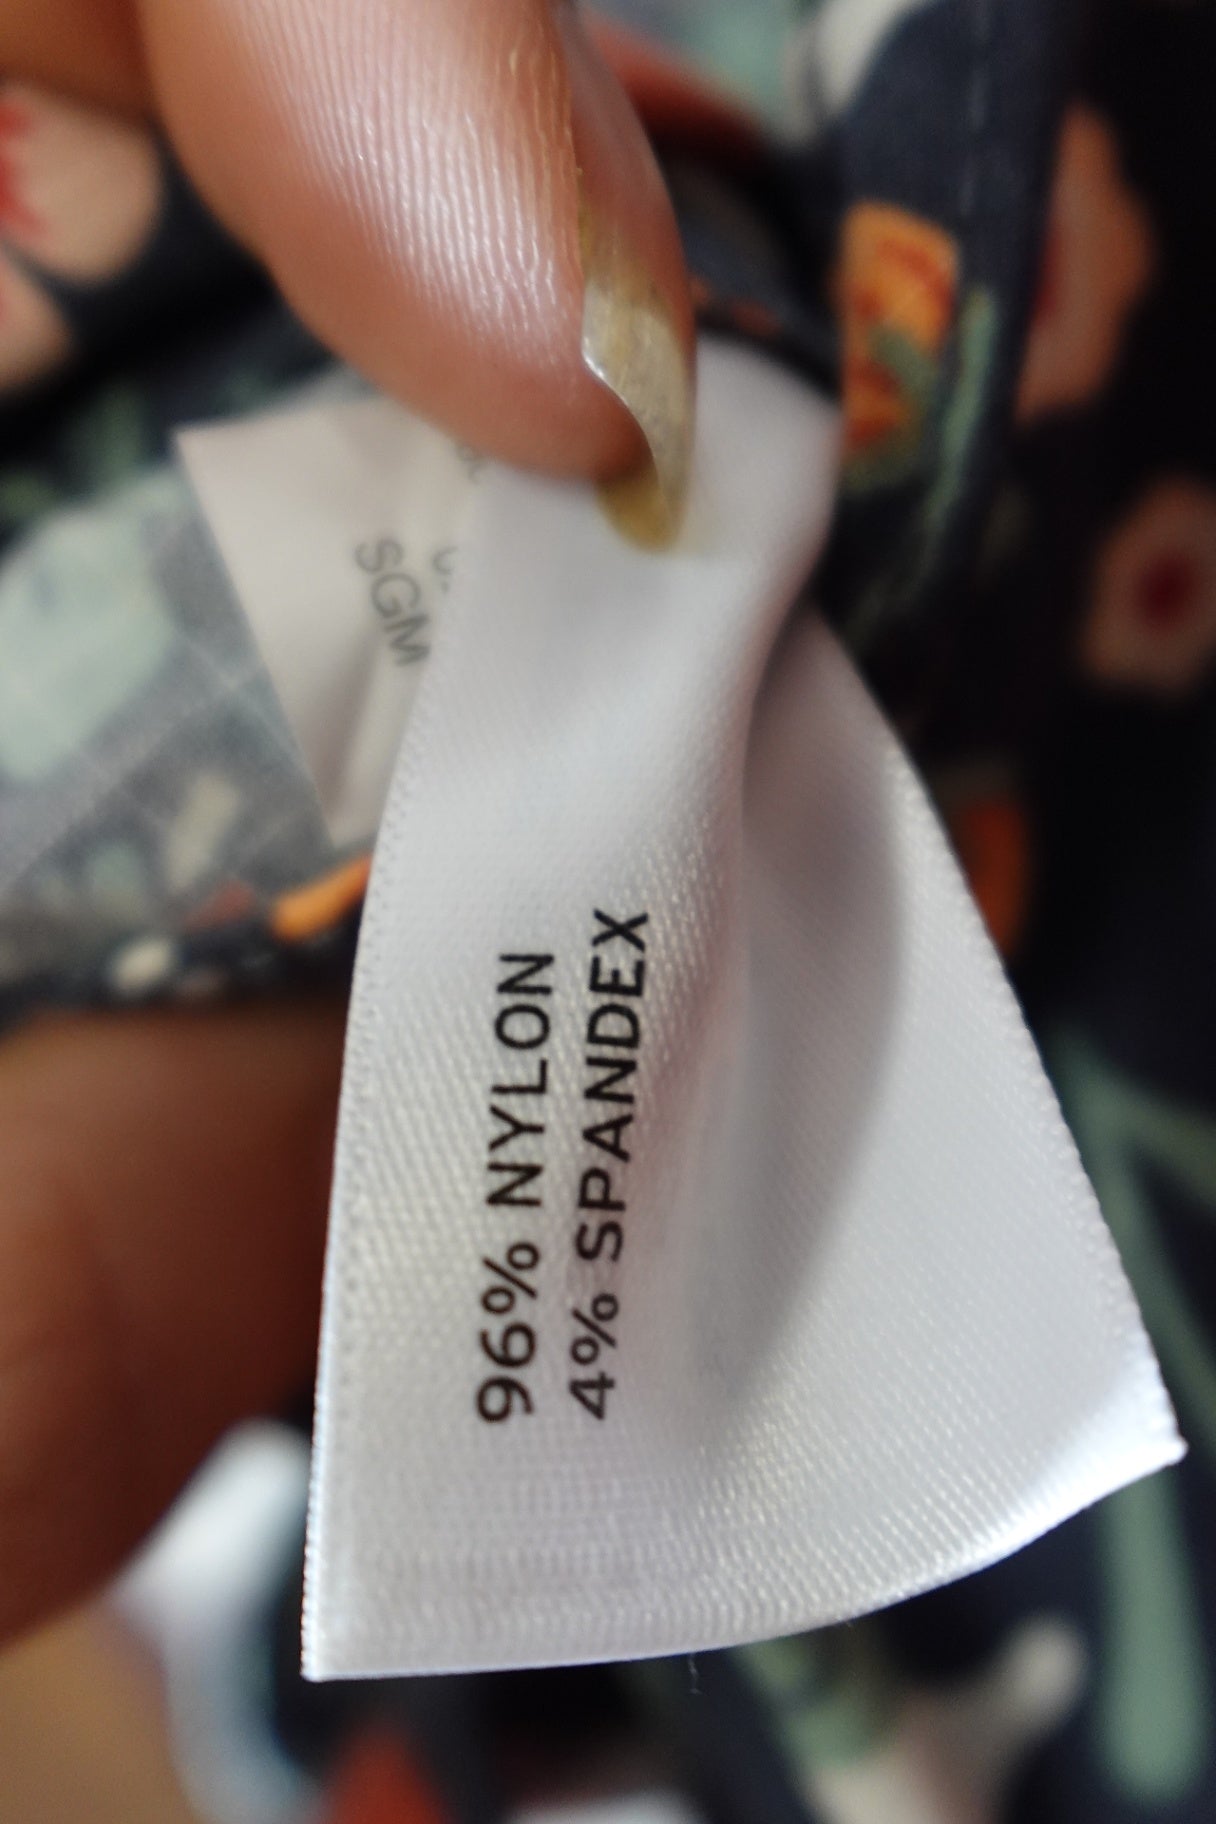 96% NYLON
4% SPANDEX
SGM